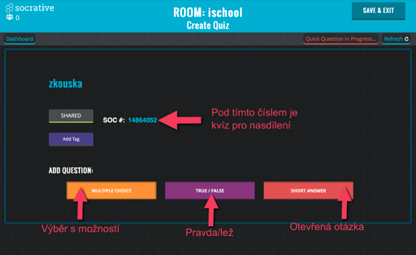 socrative
0
ROOM: ischool
Create Quiz
SAVE & EXIT
Dashboard
Quick Question In Progress...
Refresh
zkouska
SHARED
SOC #: 14864052
Pod tímto číslem je
kvíz pro nasdílení
Add Tag
ADD QUESTION:
MULTIPLE CHOICE
TRUE / FALSE
SHORT ANSWER
Výběr s možností
Pravda/lež
Otevřená otázka